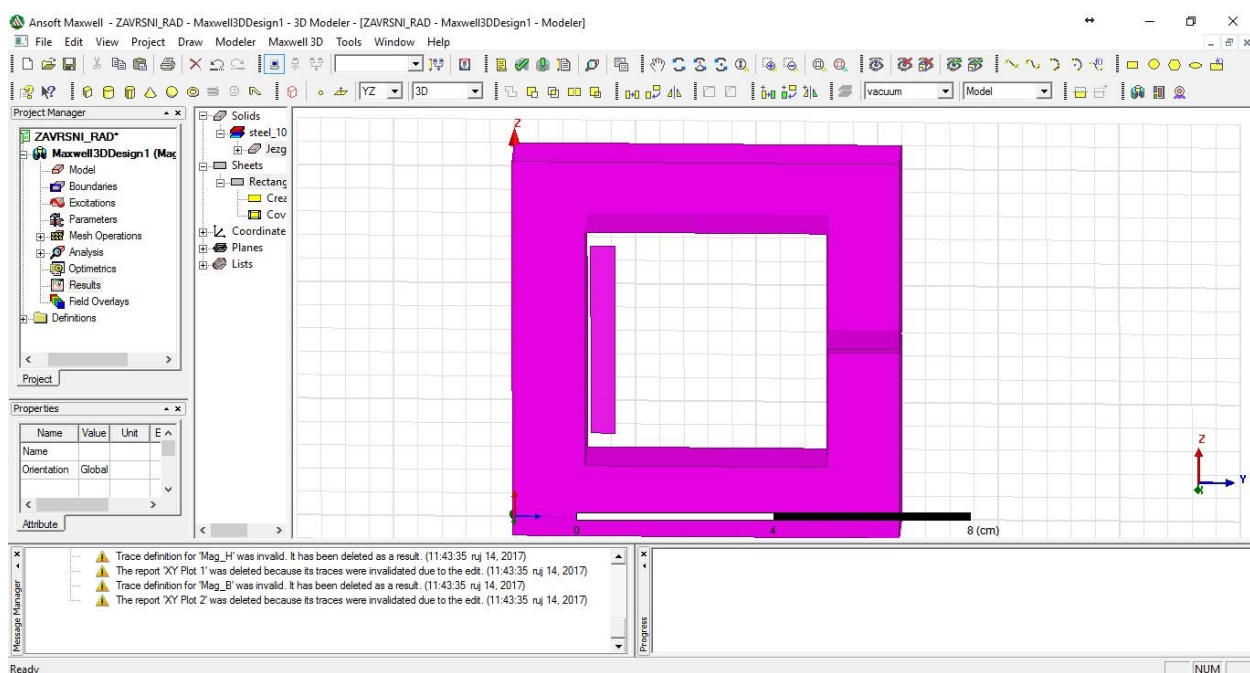 Ansoft Maxwell - ZAVRSNI_RAD - Maxwell3DDesign1 - 3D Modeler - [ZAVRSNI_RAD - Maxwell3DDesign1 - Modeler]
File Edit View Project Draw Modeler Maxwell 3D Tools Window Help
YZ 3D vacuum Model
Project Manager
ZAVRSNI_RAD*
Maxwell3DDesign1 (Mag
Model
Boundaries
Excitations
Parameters
Mesh Operations
Analysis
Optimetrics
Results
Field Overlays
Definitions
Project
Solids
steel_10
Jezg
Sheets
Rectang
Crea
Cov
Coordinate
Planes
Lists
Properties
Name Value Unit E
Name
Orientation Global
Attribute
Z
Z
Y
X
0 4 8 (cm)
Message Manager
Trace definition for 'Mag_H' was invalid. It has been deleted as a result. (11:43:35 ruj 14, 2017)
The report 'XY Plot 1' was deleted because its traces were invalidated due to the edit. (11:43:35 ruj 14, 2017)
Trace definition for 'Mag_B' was invalid. It has been deleted as a result. (11:43:35 ruj 14, 2017)
The report 'XY Plot 2' was deleted because its traces were invalidated due to the edit. (11:43:35 ruj 14, 2017)
Progress
Ready
NUM